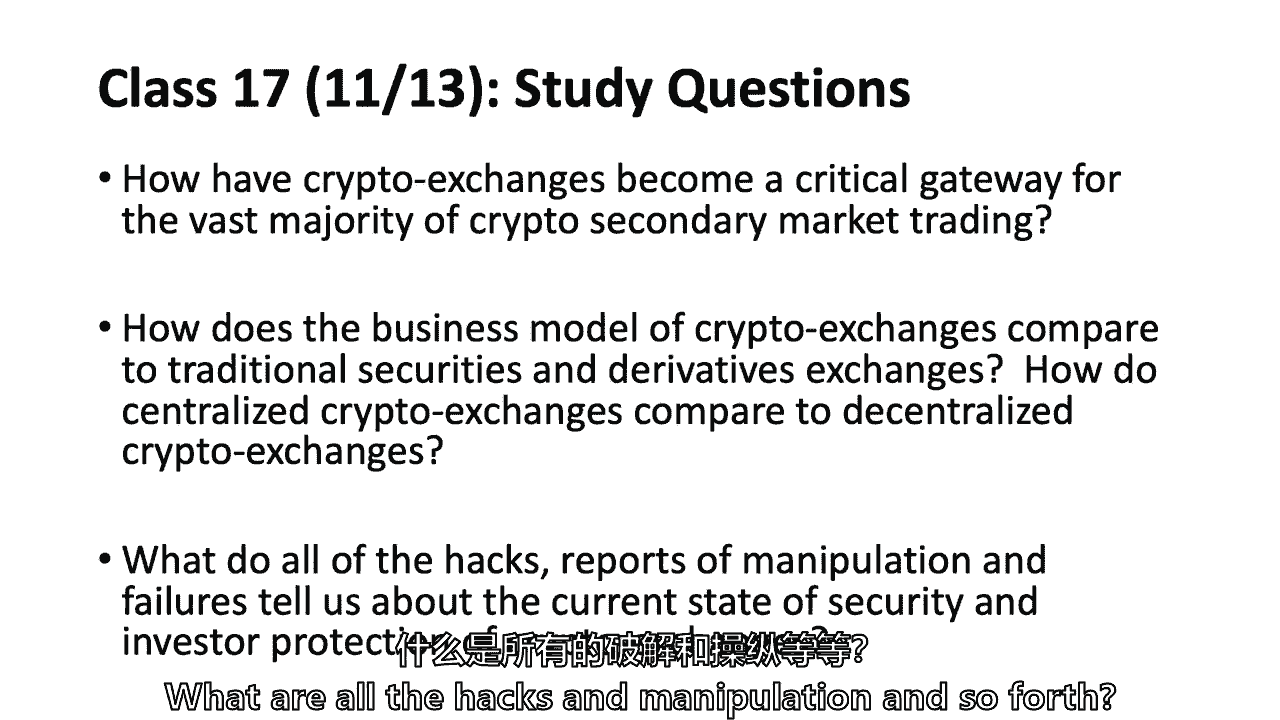 Class 17 (11/13): Study Questions
• How have crypto-exchanges become a critical gateway for
the vast majority of crypto secondary market trading?
• How does the business model of crypto-exchanges compare
to traditional securities and derivatives exchanges? How do
centralized crypto-exchanges compare to decentralized
crypto-exchanges?
• What do all of the hacks, reports of manipulation and
failures tell us about the current state of security and
investor
什么是所有的破解和操纵等等?
What are all the hacks and manipulation and so forth?